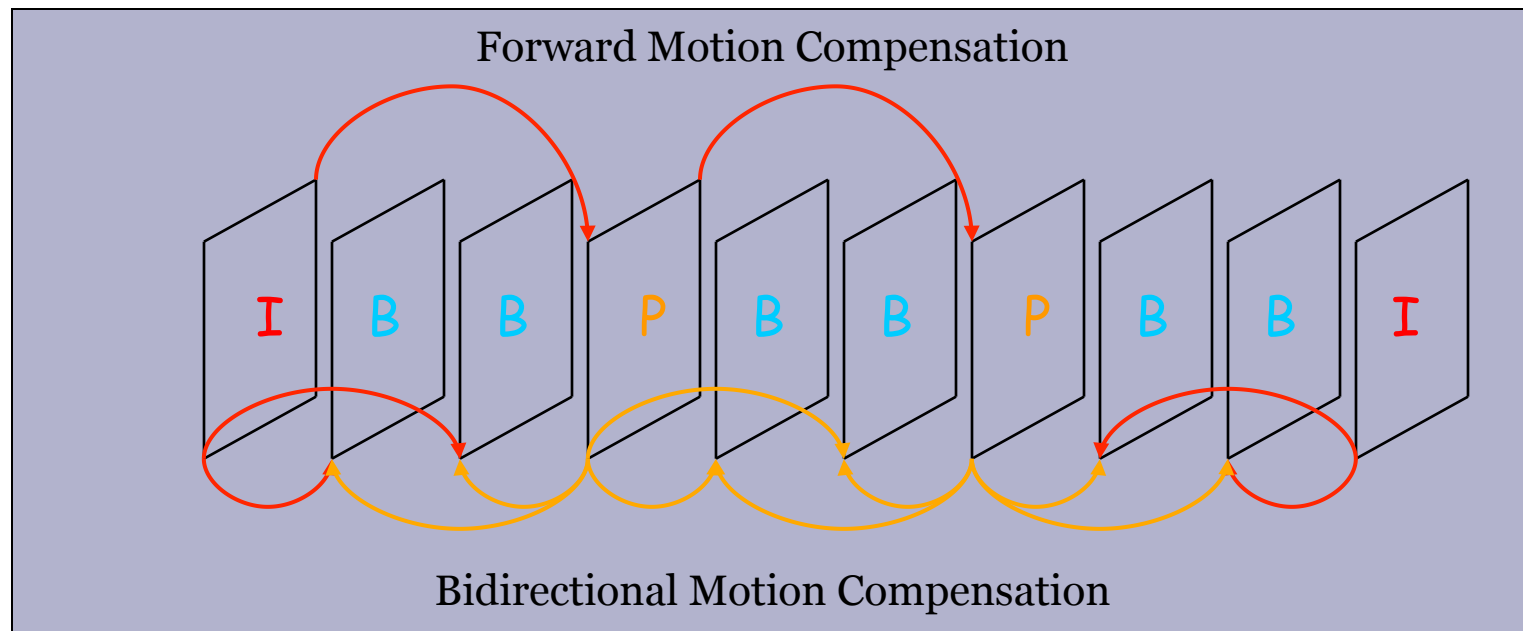 Forward Motion Compensation
I B B P B B P B B I
Bidirectional Motion Compensation